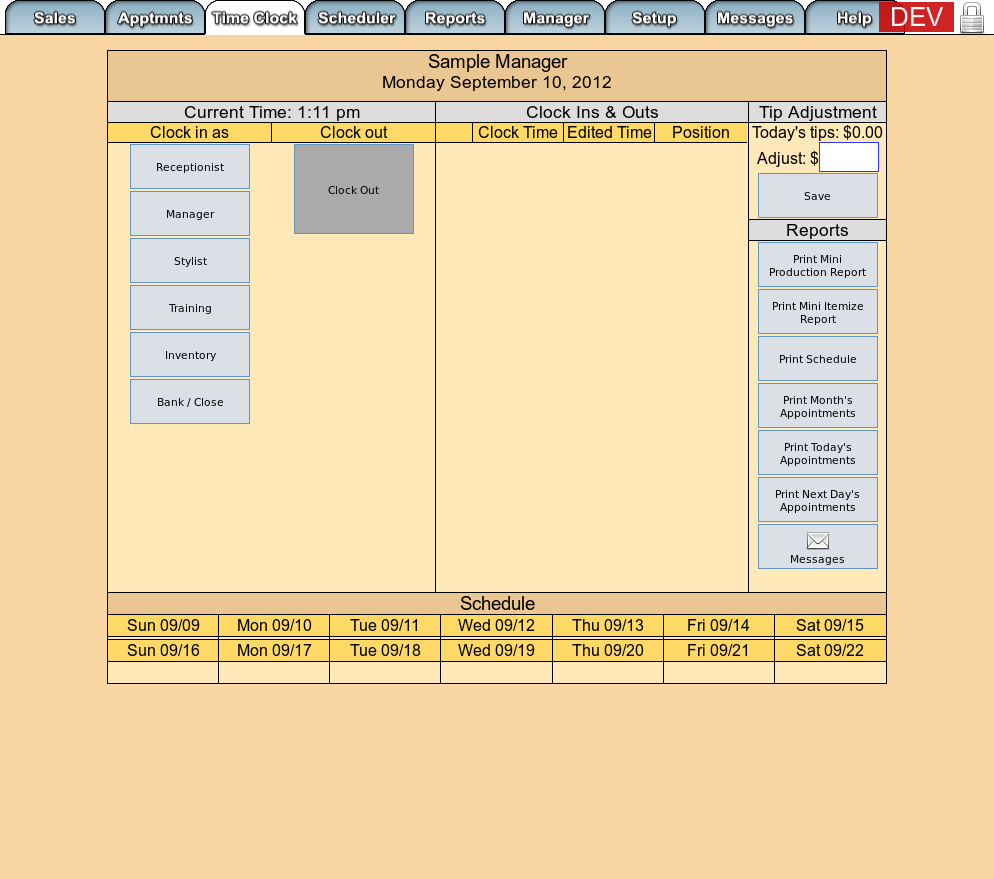 Sales Apptmnts Time Clock Scheduler Reports Manager Setup Messages Help DEV
Sample Manager
Monday September 10, 2012
Current Time: 1:11 pm
Clock in as Clock out
Receptionist
Manager
Stylist
Training
Inventory
Bank / Close
Clock Out
Clock Ins & Outs
Clock Time Edited Time Position
Tip Adjustment
Today's tips: $0.00
Adjust: $
Save
Reports
Print Mini
Production Report
Print Mini Itemize
Report
Print Schedule
Print Month's
Appointments
Print Today's
Appointments
Print Next Day's
Appointments
Messages
Schedule
Sun 09/09 Mon 09/10 Tue 09/11 Wed 09/12 Thu 09/13 Fri 09/14 Sat 09/15
Sun 09/16 Mon 09/17 Tue 09/18 Wed 09/19 Thu 09/20 Fri 09/21 Sat 09/22